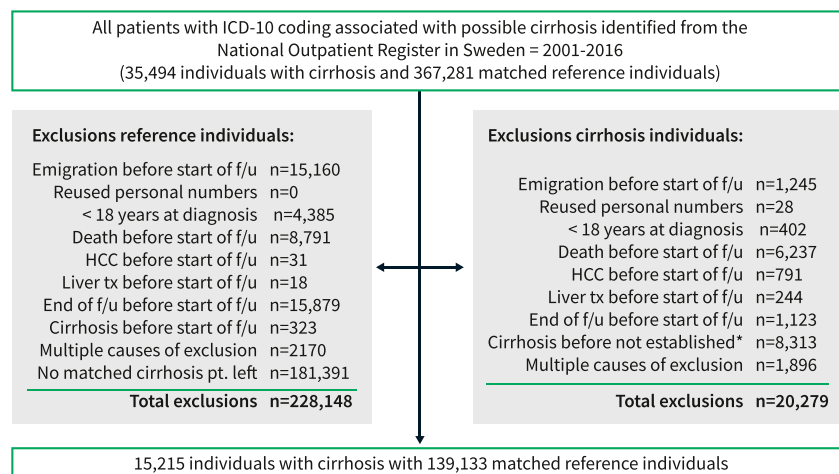 All patients with ICD-10 coding associated with possible cirrhosis identified from the
National Outpatient Register in Sweden = 2001-2016
(35,494 individuals with cirrhosis and 367,281 matched reference individuals)
Exclusions reference individuals:
Emigration before start of f/u n=15,160
Reused personal numbers n=0
< 18 years at diagnosis n=4,385
Death before start of f/u n=8,791
HCC before start of f/u n=31
Liver tx before start of f/u n=18
End of f/u before start of f/u n=15,879
Cirrhosis before start of f/u n=323
Multiple causes of exclusion n=2170
No matched cirrhosis pt. left n=181,391
Total exclusions n=228,148
Exclusions cirrhosis individuals:
Emigration before start of f/u n=1,245
Reused personal numbers n=28
< 18 years at diagnosis n=402
Death before start of f/u n=6,237
HCC before start of f/u n=791
Liver tx before start of f/u n=244
End of f/u before start of f/u n=1,123
Cirrhosis before not established* n=8,313
Multiple causes of exclusion n=1,896
Total exclusions n=20,279
15,215 individuals with cirrhosis with 139,133 matched reference individuals